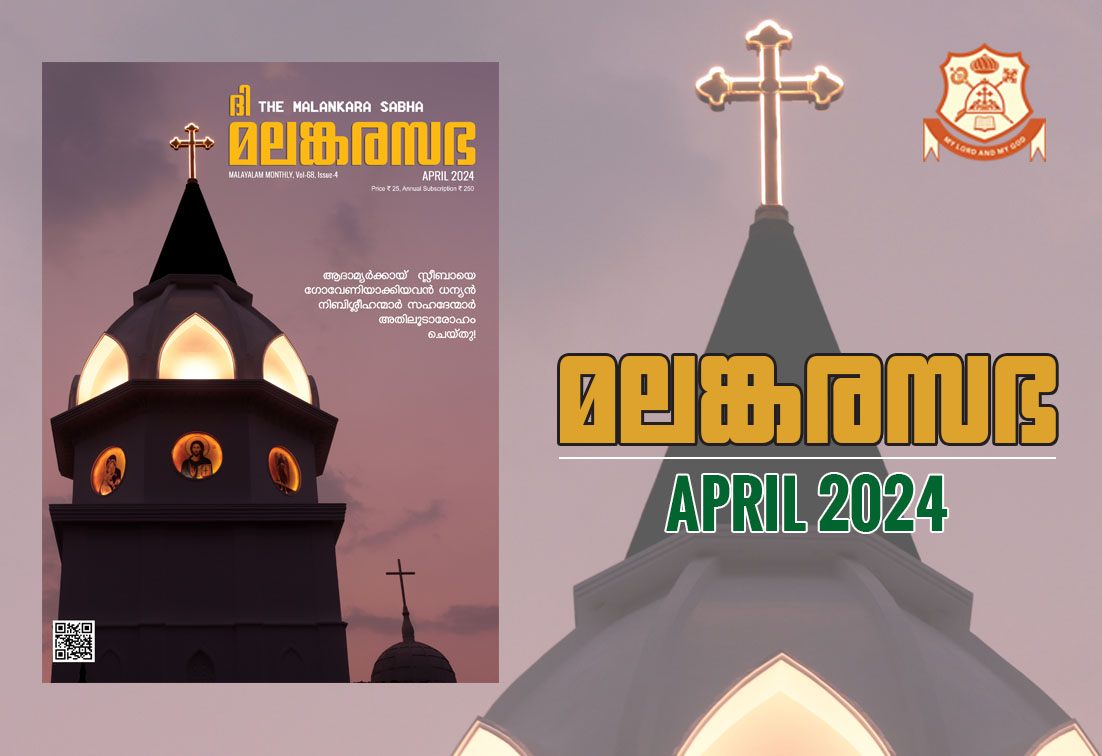 ദി THE MALANKARA SABHA
മലങ്കരസഭ
MALAYALAM MONTHLY, Vol-68, Issue-4
APRIL 2024
Price ₹ 25, Annual Subscription ₹ 250
ആദാമ്യർക്കായ് സ്ലീബായെ
ഗോവേണിയാക്കിയവൻ ധന്യൻ
നിബിശ്ലീഹന്മാർ സഹദേന്മാർ
അതിലൂടാരോഹം
ചെയ്തു!
MY LORD AND MY GOD
മലങ്കരസഭ
APRIL 2024